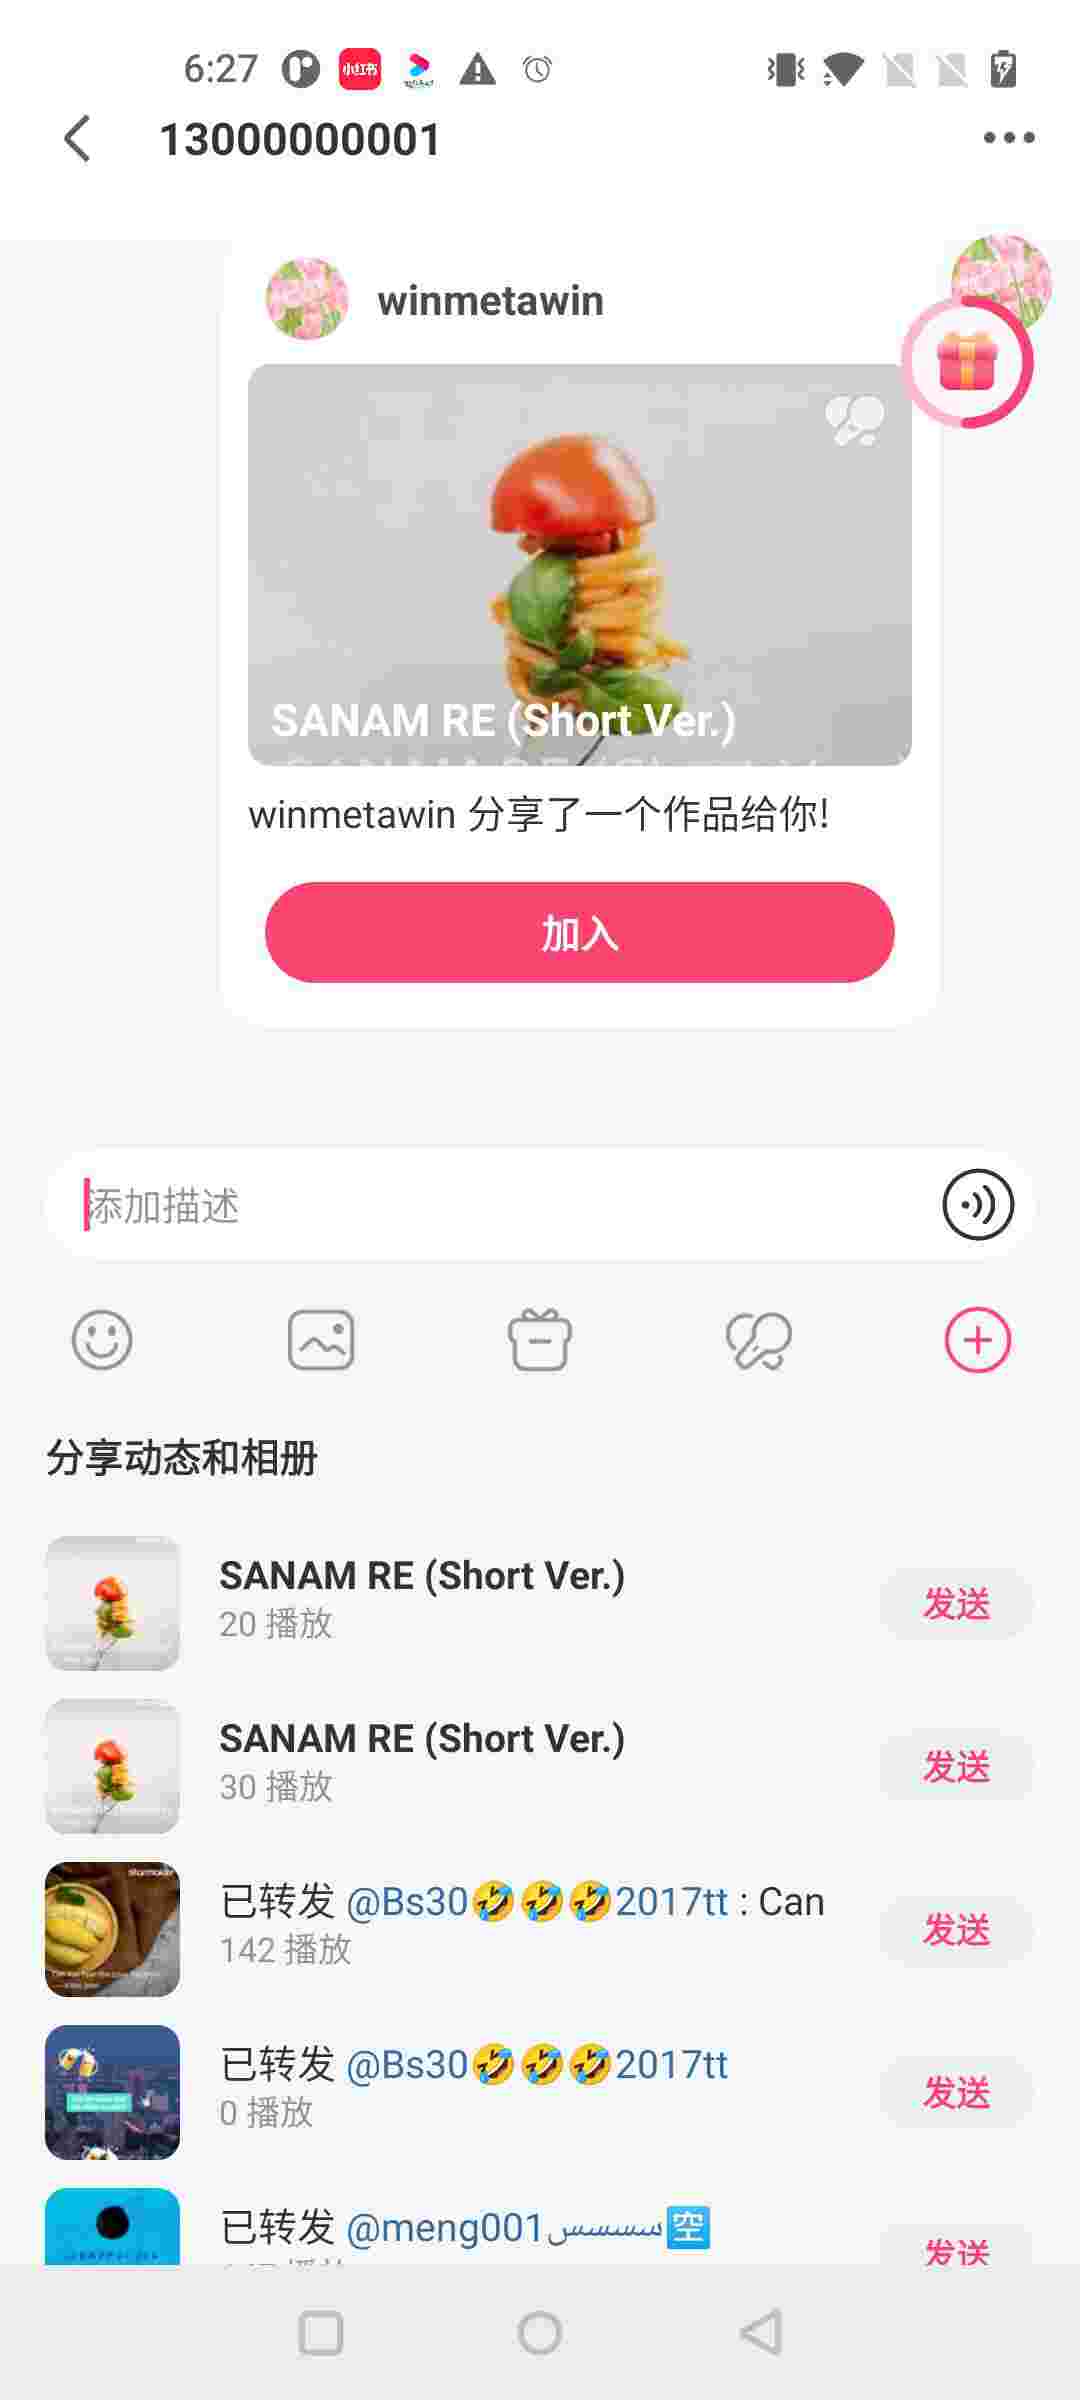 6:27
小红书
13000000001
winmetawin
SANAM RE (Short Ver.)
winmetawin 分享了一个作品给你!
加入
添加描述
分享动态和相册
SANAM RE (Short Ver.)
20 播放
发送
SANAM RE (Short Ver.)
30 播放
发送
已转发 @Bs30🤣🤣🤣2017tt : Can
142 播放
发送
已转发 @Bs30🤣🤣🤣2017tt
0 播放
发送
已转发 @meng001سسسس🈳
发送